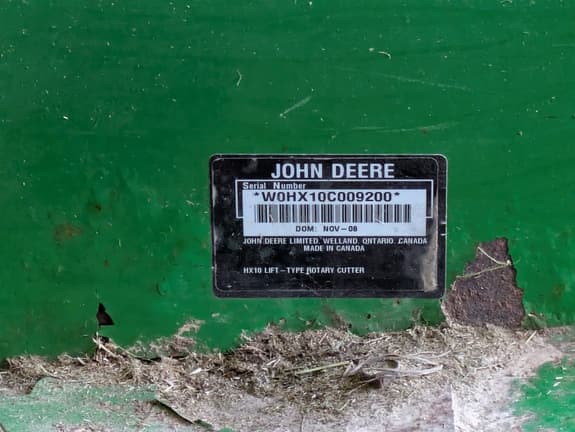 JOHN DEERE
Serial Number
*W0HX10C009200*
DOM: NOV-08
JOHN DEERE LIMITED, WELLAND, ONTARIO, CANADA
MADE IN CANADA
HX10 LIFT-TYPE ROTARY CUTTER